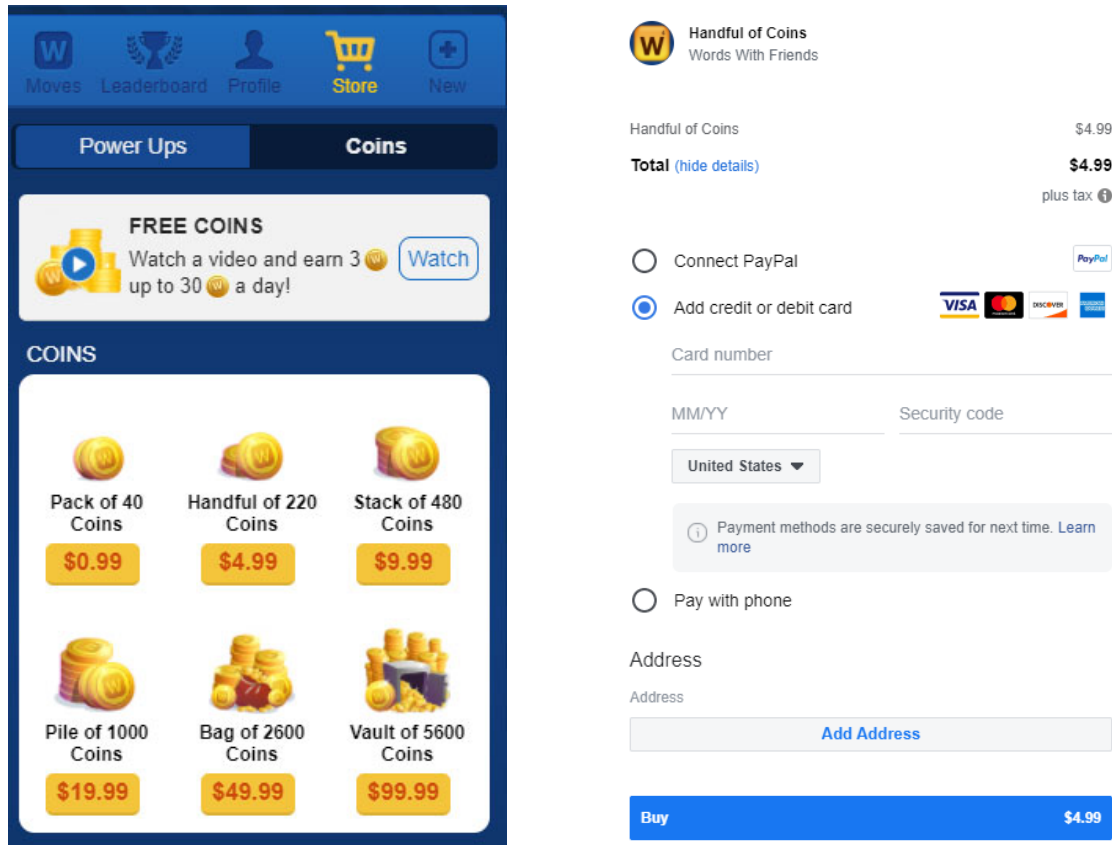 Moves Leaderboard Profile Store New
Power Ups Coins
FREE COINS
Watch a video and earn 3
up to 30 a day!
Watch
COINS
Pack of 40
Coins
$0.99
Handful of 220
Coins
$4.99
Stack of 480
Coins
$9.99
Pile of 1000
Coins
$19.99
Bag of 2600
Coins
$49.99
Vault of 5600
Coins
$99.99
Handful of Coins
Words With Friends
Handful of Coins $4.99
Total (hide details) $4.99
plus tax
Connect PayPal PayPal
Add credit or debit card VISA DISCOVER
Card number
MM/YY Security code
United States
Payment methods are securely saved for next time. Learn
more
Pay with phone
Address
Address
Add Address
Buy $4.99